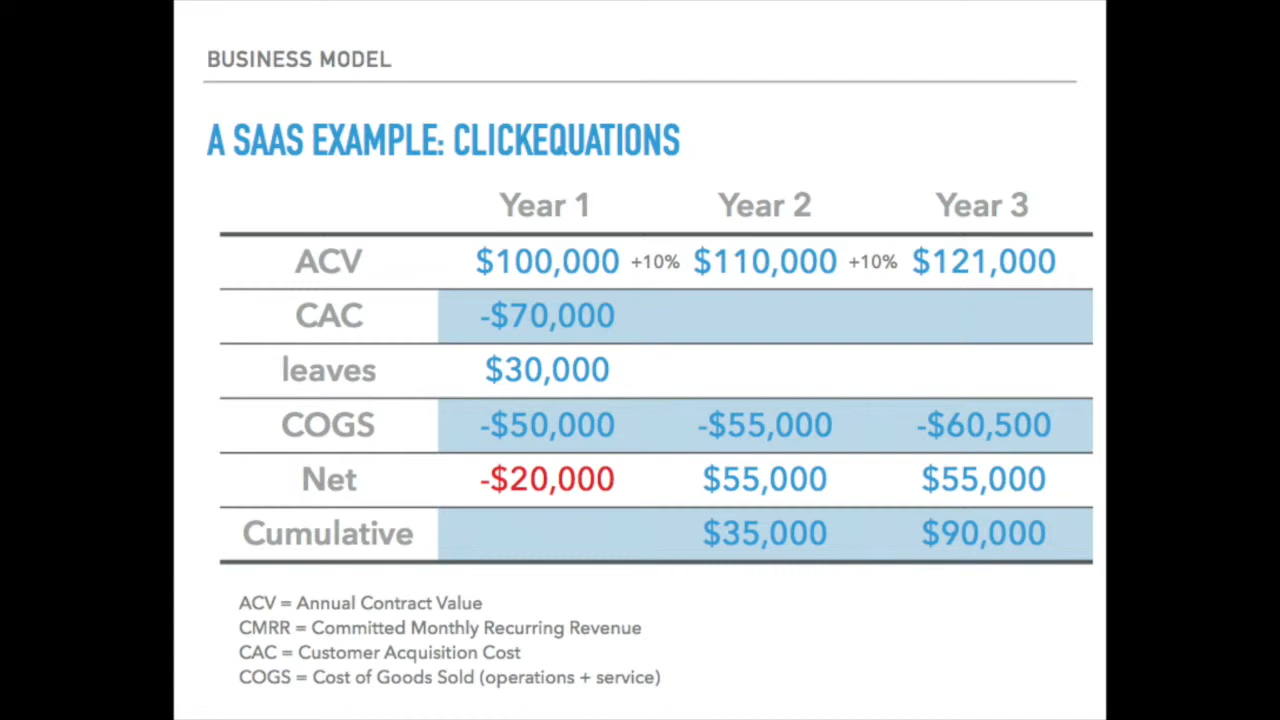 BUSINESS MODEL
A SAAS EXAMPLE: CLICKEQUATIONS
Year 1 Year 2 Year 3
ACV $100,000 +10% $110,000 +10% $121,000
CAC -$70,000
leaves $30,000
COGS -$50,000 -$55,000 -$60,500
Net -$20,000 $55,000 $55,000
Cumulative $35,000 $90,000
ACV = Annual Contract Value
CMRR = Committed Monthly Recurring Revenue
CAC = Customer Acquisition Cost
COGS = Cost of Goods Sold (operations + service)